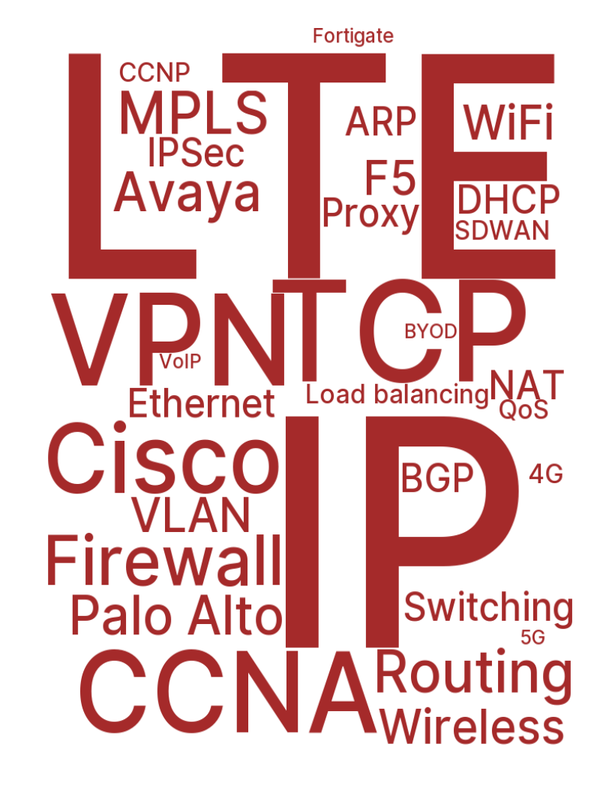 Fortigate
LTE
CCNP
MPLS
IPSec
Avaya
ARP
F5
Proxy
WiFi
DHCP
SDWAN
VPN
TCP
VoIP
BYOD
Ethernet
Load balancing
NAT
QoS
Cisco
IP
BGP
4G
VLAN
Firewall
Palo Alto
Switching
5G
CCNA
Routing
Wireless